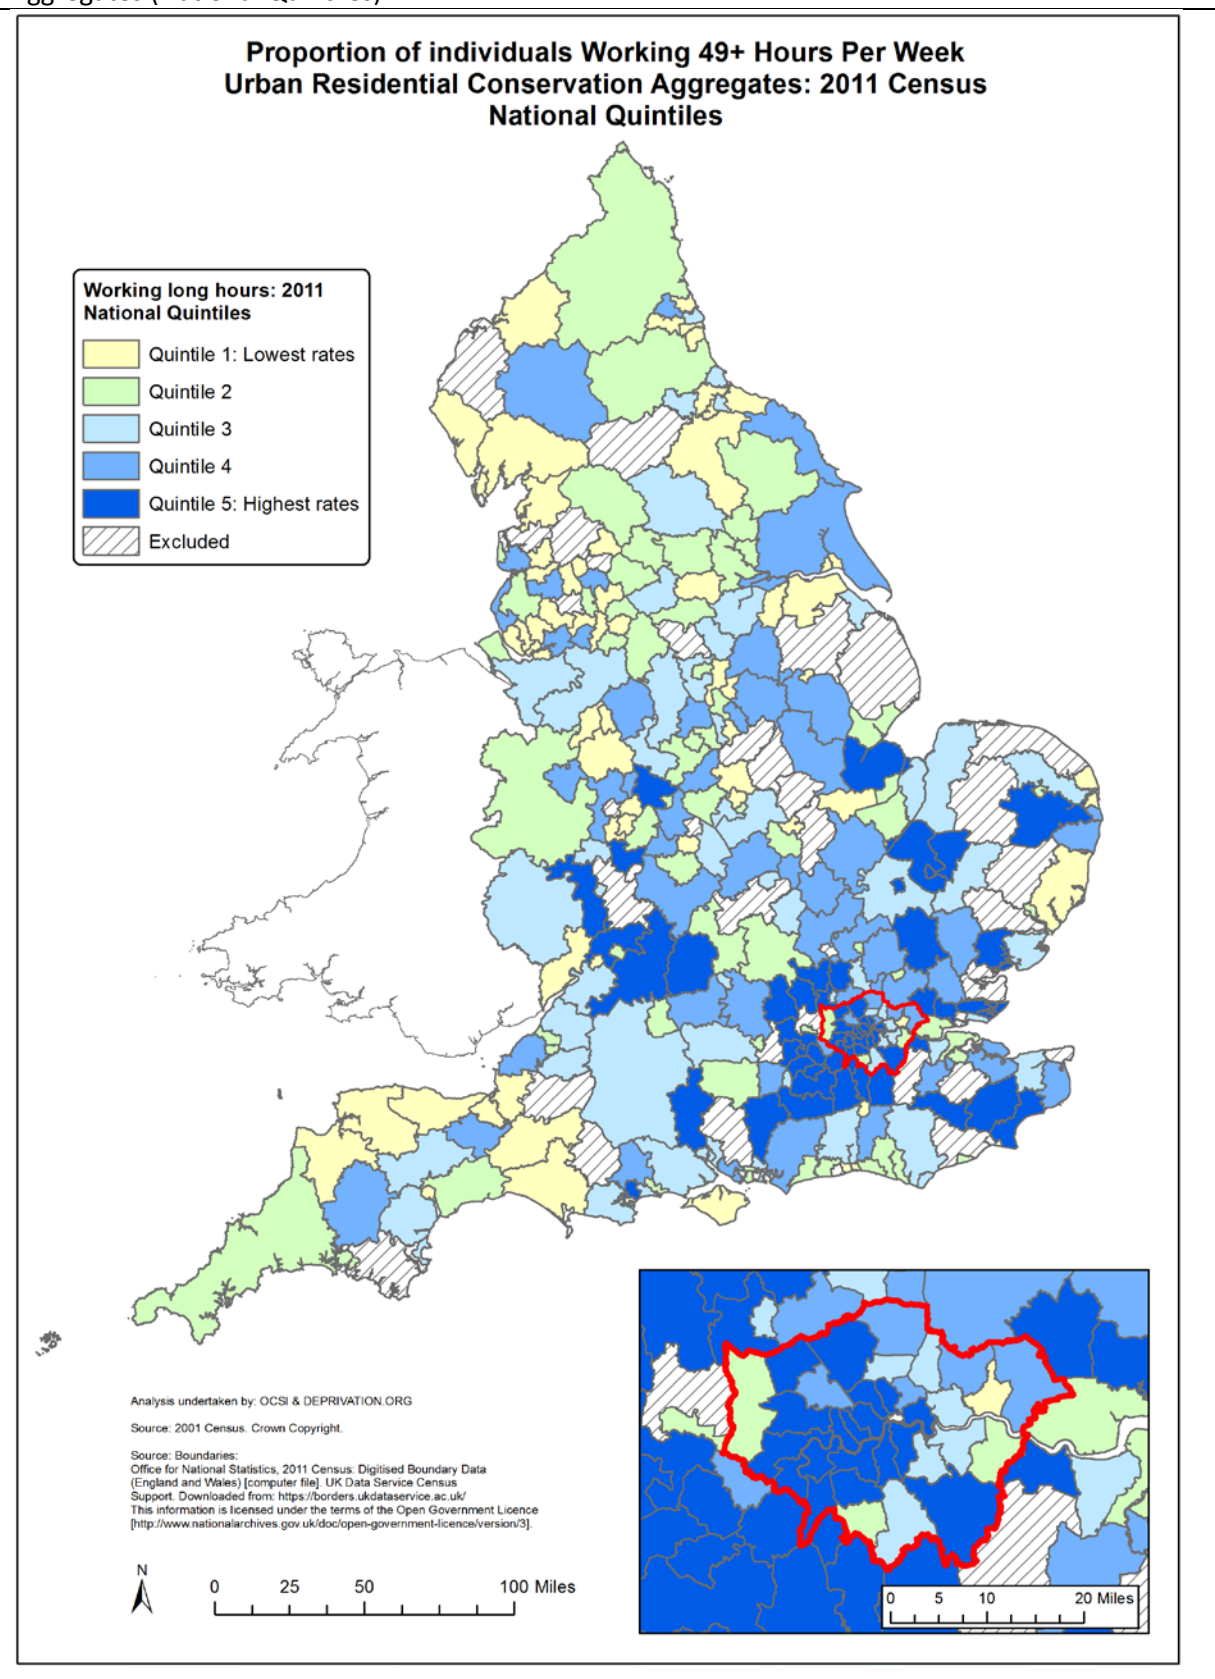 Proportion of individuals Working 49+ Hours Per Week
Urban Residential Conservation Aggregates: 2011 Census
National Quintiles
Working long hours: 2011
National Quintiles
Quintile 1: Lowest rates
Quintile 2
Quintile 3
Quintile 4
Quintile 5: Highest rates
Excluded
Analysis undertaken by: OCSI & DEPRIVATION.ORG
Source: 2001 Census. Crown Copyright.
Source: Boundaries:
Office for National Statistics, 2011 Census: Digitised Boundary Data
(England and Wales) [computer file]. UK Data Service Census
Support. Downloaded from: https://borders.ukdataservice.ac.uk/
This information is licensed under the terms of the Open Government Licence
[http://www.nationalarchives.gov.uk/doc/open-government-licence/version/3].
N
0 25 50 100 Miles
0 5 10 20 Miles